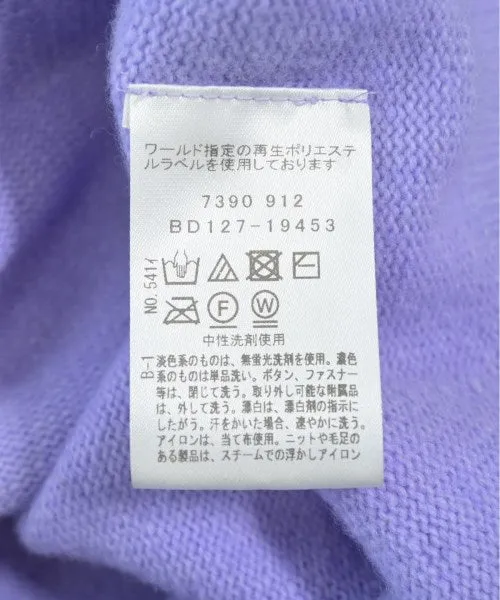 ワールド指定の再生ポリエステ
ルラベルを使用しております
7390 912
BD127-19453
NO. 541イ
F W
中性洗剤使用
B-1
淡色系のものは、無蛍光洗剤を使用。濃色
系のものは単品洗い。ボタン、ファスナー
等は、閉じて洗う。取り外し可能な附属品
は、外して洗う。漂白は、漂白剤の指示に
したがう。汗をかいた場合、速やかに洗う。
アイロンは、当て布使用。ニットや毛足の
ある製品は、スチームでの浮かしアイロン